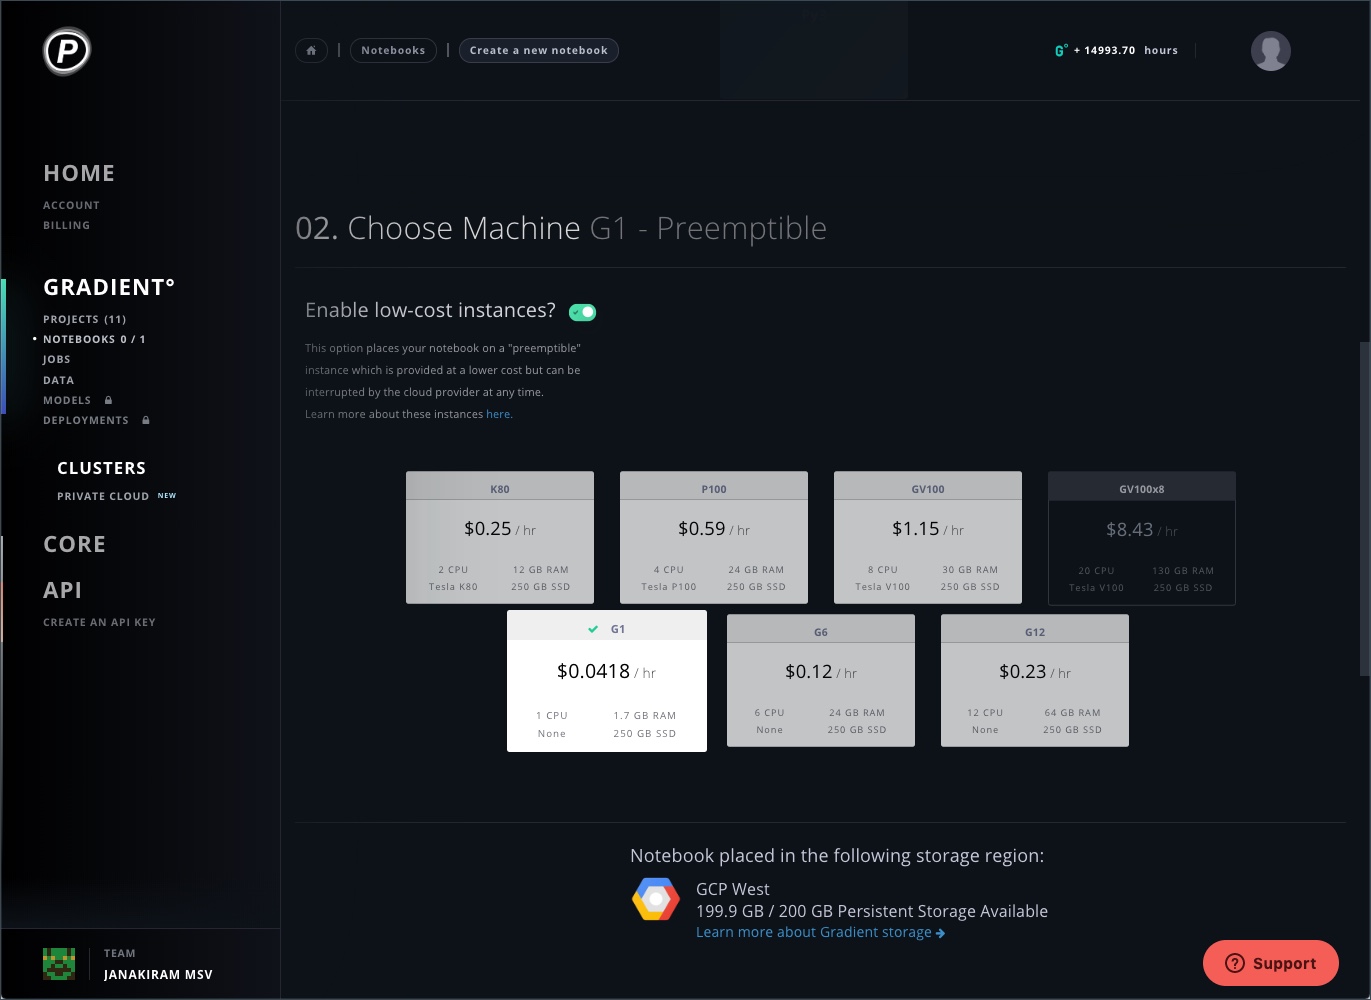 P
Notebooks
Create a new notebook
G° + 14993.70 hours
HOME
ACCOUNT
BILLING
GRADIENT°
PROJECTS (11)
NOTEBOOKS 0 / 1
JOBS
DATA
MODELS
DEPLOYMENTS
CLUSTERS
PRIVATE CLOUD NEW
CORE
API
CREATE AN API KEY
TEAM
JANAKIRAM MSV
02. Choose Machine G1 - Preemptible
Enable low-cost instances?
This option places your notebook on a "preemptible"
instance which is provided at a lower cost but can be
interrupted by the cloud provider at any time.
Learn more about these instances here.
K80
$0.25 / hr
2 CPU 12 GB RAM
Tesla K80 250 GB SSD
P100
$0.59 / hr
4 CPU 24 GB RAM
Tesla P100 250 GB SSD
GV100
$1.15 / hr
8 CPU 30 GB RAM
Tesla V100 250 GB SSD
GV100x8
$8.43 / hr
20 CPU 130 GB RAM
Tesla V100 250 GB SSD
G1
$0.0418 / hr
1 CPU 1.7 GB RAM
None 250 GB SSD
G6
$0.12 / hr
6 CPU 24 GB RAM
None 250 GB SSD
G12
$0.23 / hr
12 CPU 64 GB RAM
None 250 GB SSD
Notebook placed in the following storage region:
GCP West
199.9 GB / 200 GB Persistent Storage Available
Learn more about Gradient storage
Support